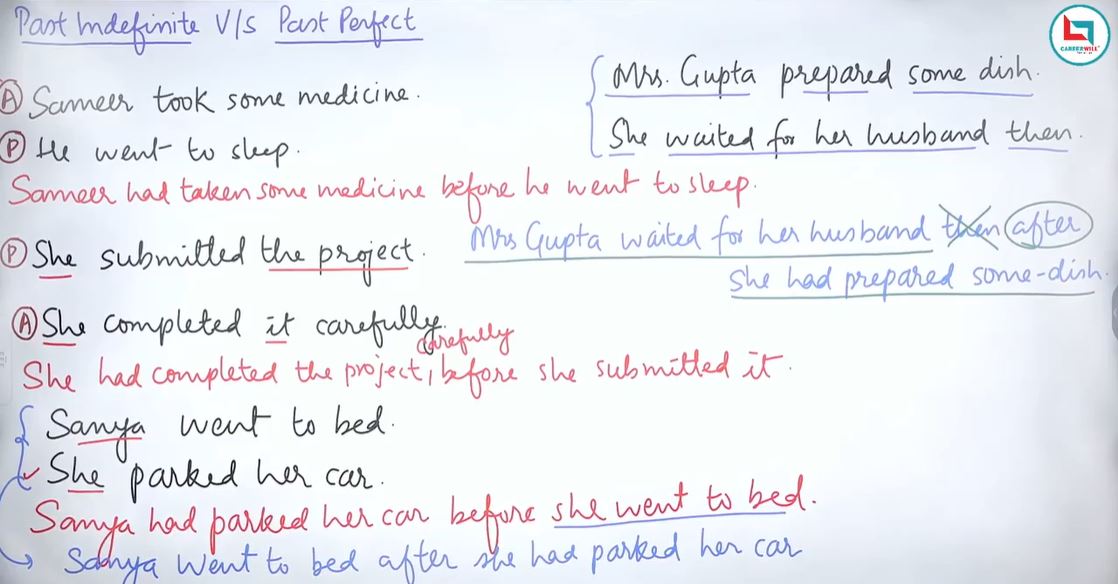 Past Indefinite V/S Past Perfect
CAREERWILL
A Sameer took some medicine.
P He went to sleep.
Sameer had taken some medicine before he went to sleep.
Mrs. Gupta prepared some dish.
She waited for her husband then.
Mrs Gupta waited for her husband then after
she had prepared some-dish.
P She submitted the project.
A She completed it carefully.
carefully
She had completed the project, before she submitted it.
Sanya went to bed.
She parked her car.
Sanya had parked her car before she went to bed.
Sanya went to bed after she had parked her car